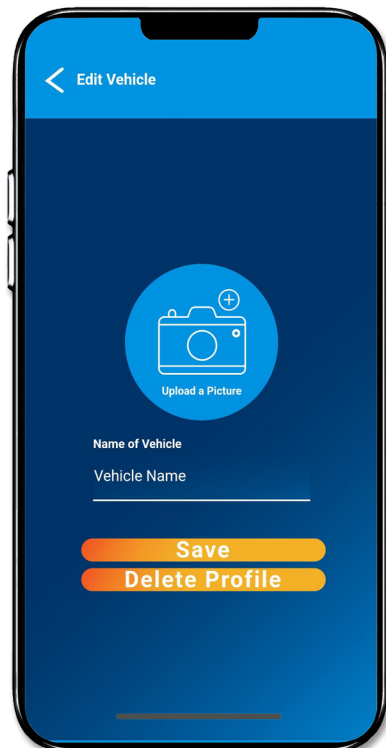 Edit Vehicle
Upload a Picture
Name of Vehicle
Vehicle Name
Save
Delete Profile